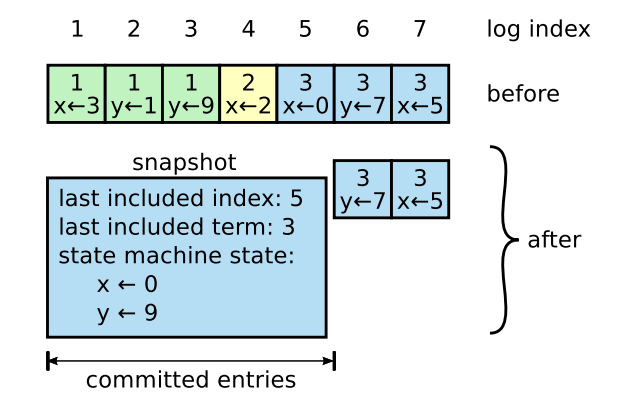 1 2 3 4 5 6 7 log index
1 1 1 2 3 3 3
x←3 y←1 y←9 x←2 x←0 y←7 x←5
before
snapshot
3 3
y←7 x←5
last included index: 5
last included term: 3
state machine state:
x ← 0
y ← 9
after
committed entries